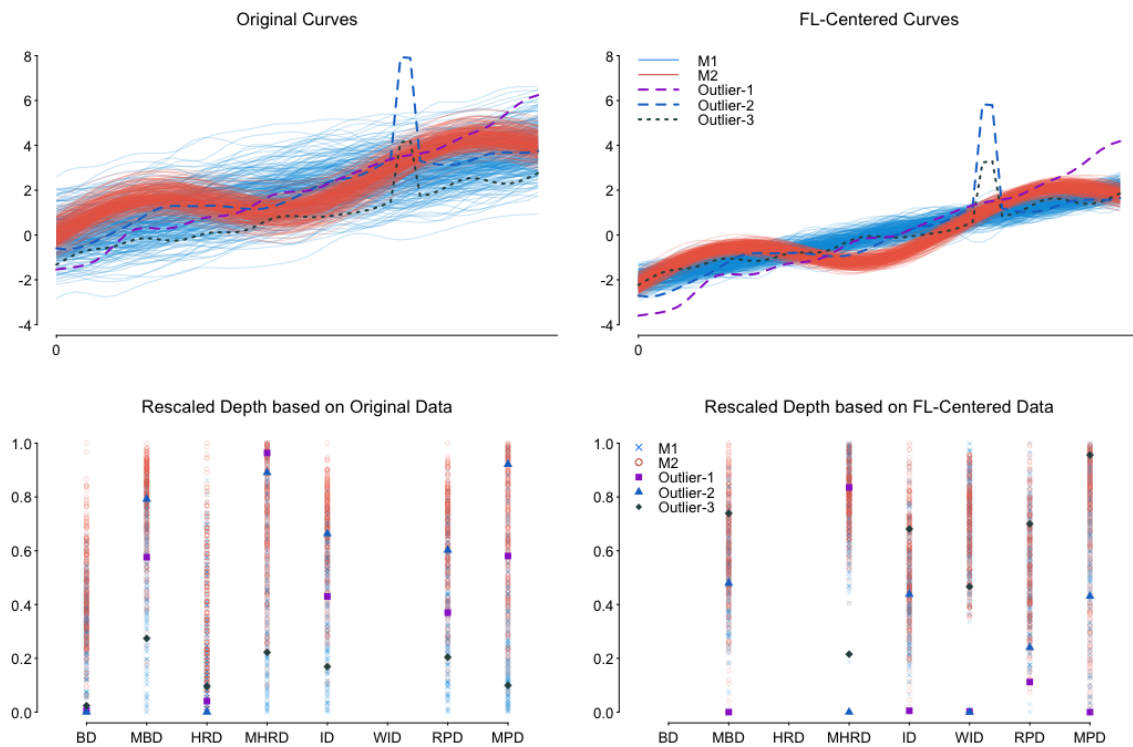 Original Curves
8
6
4
2
0
-2
-4
0
FL-Centered Curves
8
6
4
2
0
-2
-4
0
M1
M2
Outlier-1
Outlier-2
Outlier-3
Rescaled Depth based on Original Data
1.0
0.8
0.6
0.4
0.2
0.0
BD MBD HRD MHRD ID WID RPD MPD
Rescaled Depth based on FL-Centered Data
1.0
0.8
0.6
0.4
0.2
0.0
M1
M2
Outlier-1
Outlier-2
Outlier-3
BD MBD HRD MHRD ID WID RPD MPD